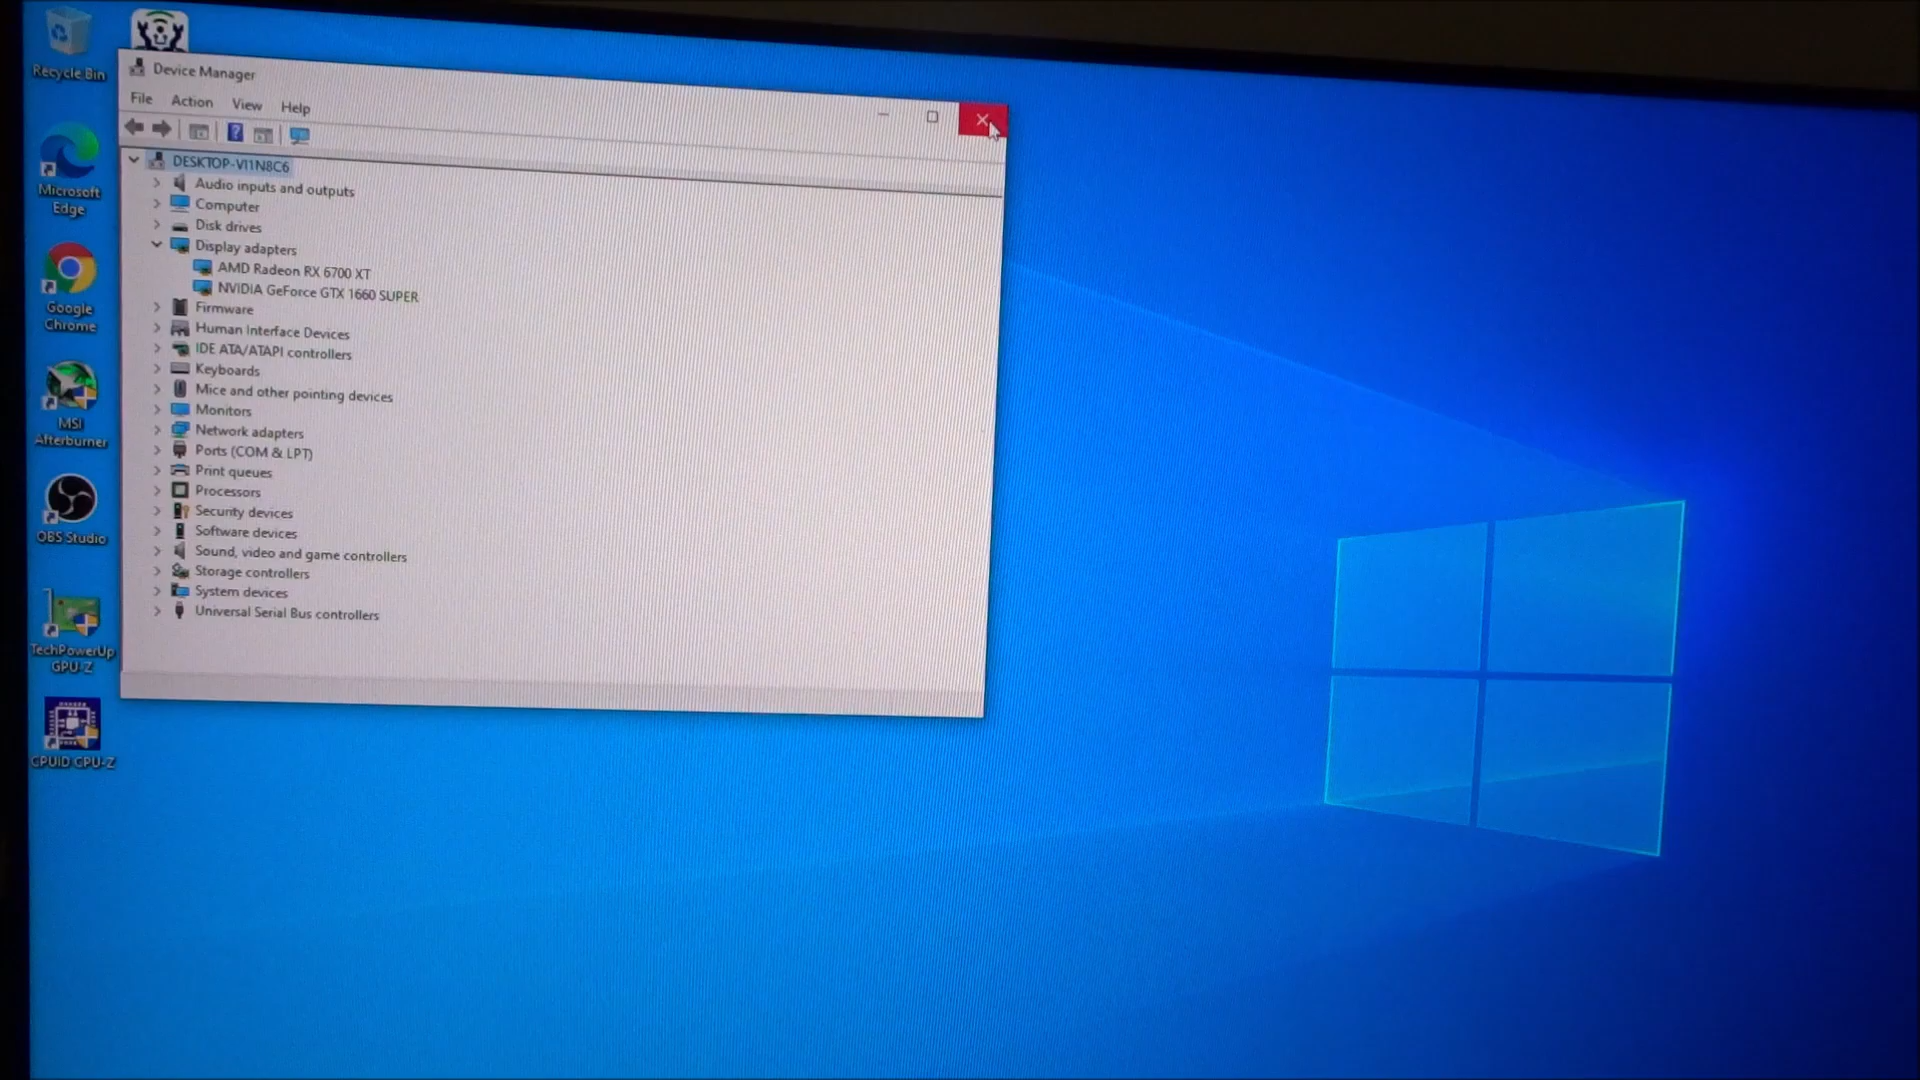 Recycle Bin
Microsoft
Edge
Google
Chrome
MSI
Afterburner
OBS Studio
TechPowerUp
GPU-Z
CPUID CPU-Z
Device Manager
File Action View Help
DESKTOP-VI1N8C6
Audio inputs and outputs
Computer
Disk drives
Display adapters
AMD Radeon RX 6700 XT
NVIDIA GeForce GTX 1660 SUPER
Firmware
Human Interface Devices
IDE ATA/ATAPI controllers
Keyboards
Mice and other pointing devices
Monitors
Network adapters
Ports (COM & LPT)
Print queues
Processors
Security devices
Software devices
Sound, video and game controllers
Storage controllers
System devices
Universal Serial Bus controllers